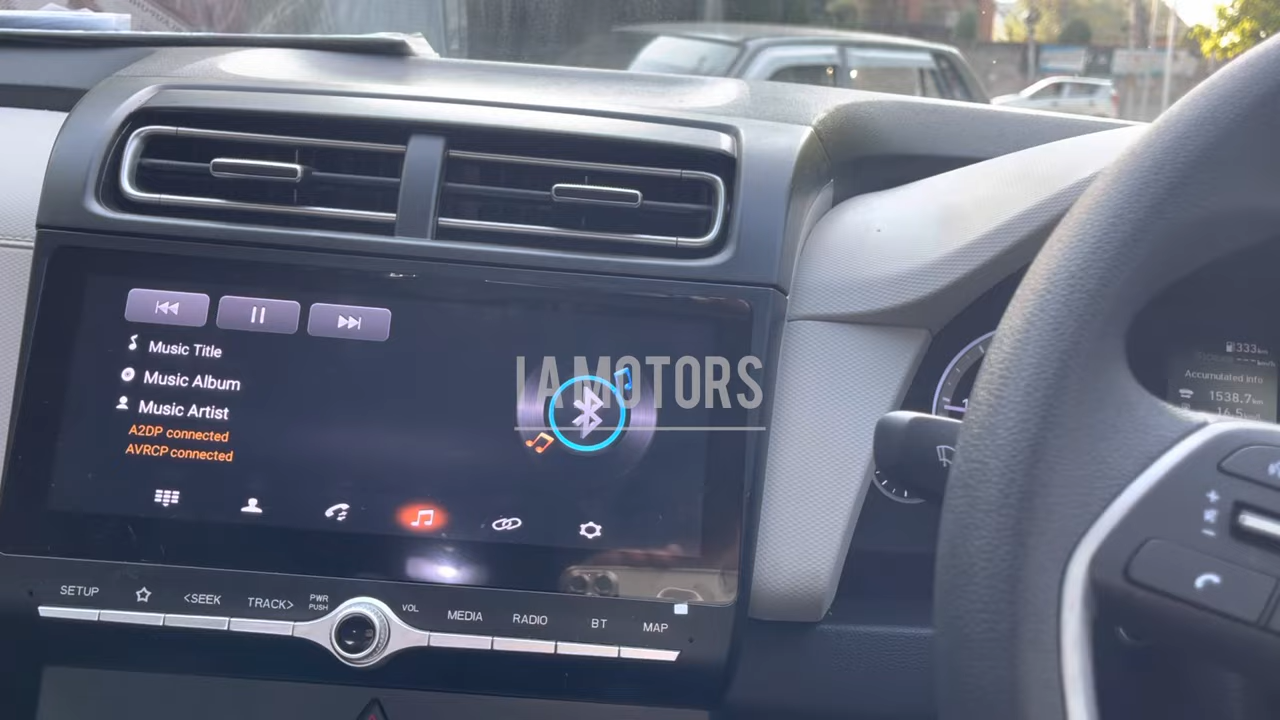 Music Title
Music Album
Music Artist
A2DP connected
AVRCP connected
IA MOTORS
SETUP
<SEEK
TRACK>
PWR
PUSH
VOL
MEDIA
RADIO
BT
MAP
333km
Accumulated Info
1538.7km